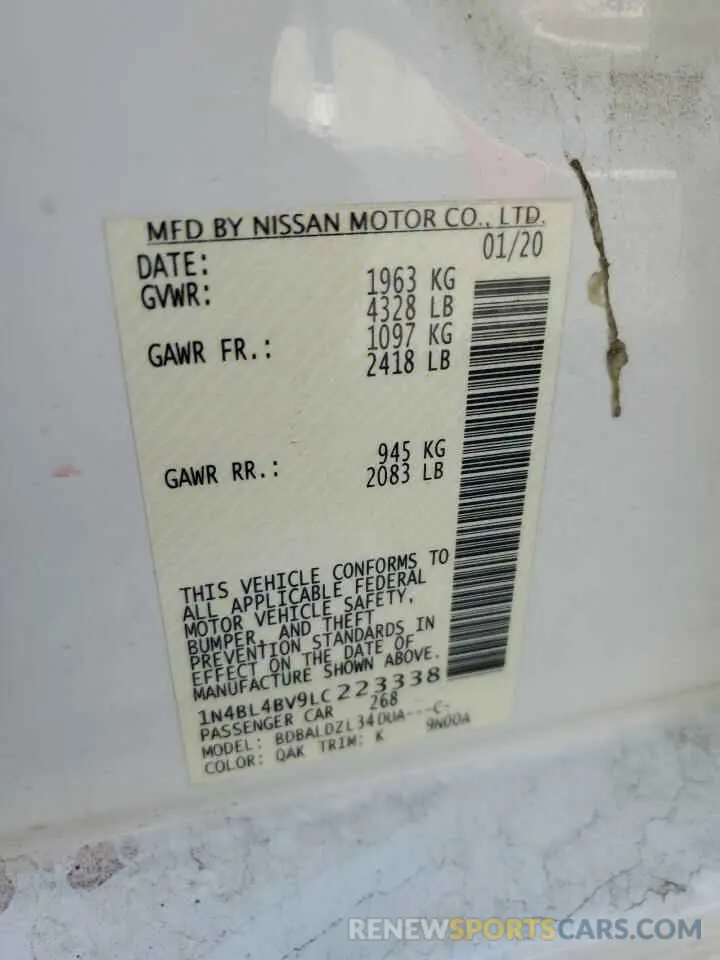 MFD BY NISSAN MOTOR CO., LTD.
DATE: 01/20
GVWR: 1963 KG
4328 LB
GAWR FR.: 1097 KG
2418 LB
GAWR RR.: 945 KG
2083 LB
THIS VEHICLE CONFORMS TO
ALL APPLICABLE FEDERAL
MOTOR VEHICLE SAFETY,
BUMPER, AND THEFT
PREVENTION STANDARDS IN
EFFECT ON THE DATE OF
MANUFACTURE SHOWN ABOVE.
1N4BL4BV9LC223338
PASSENGER CAR 268
MODEL: BDBALDZL34DUA---C-
COLOR: QAK TRIM: K 9N00A
RENEWSPORTSCARS.COM